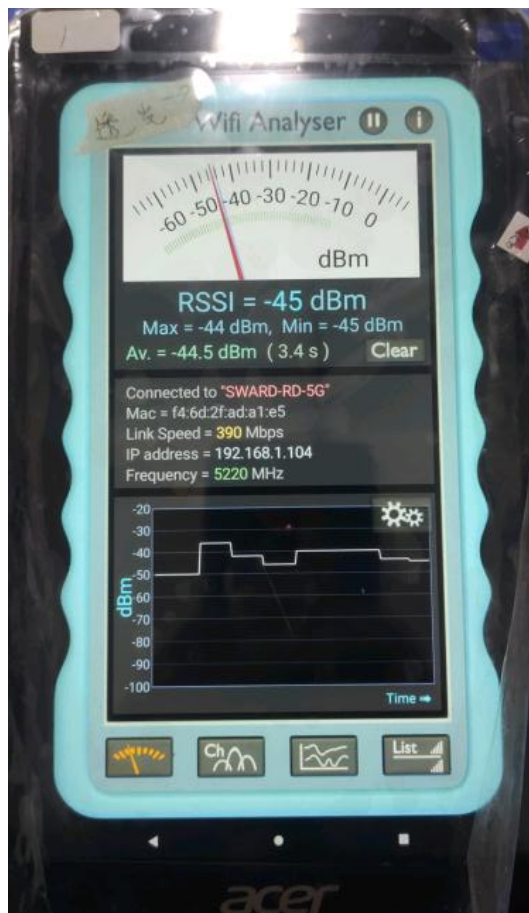 Wifi Analyser
-60 -50 -40 -30 -20 -10 0
dBm
RSSI = -45 dBm
Max = -44 dBm, Min = -45 dBm
Av. = -44.5 dBm ( 3.4 s )
Clear
Connected to "SWARD-RD-5G"
Mac = f4:6d:2f:ad:a1:e5
Link Speed = 390 Mbps
IP address = 192.168.1.104
Frequency = 5220 MHz
-20
-30
-40
-50
-60
-70
-80
-90
-100
dBm
Time
Ch
List
acer